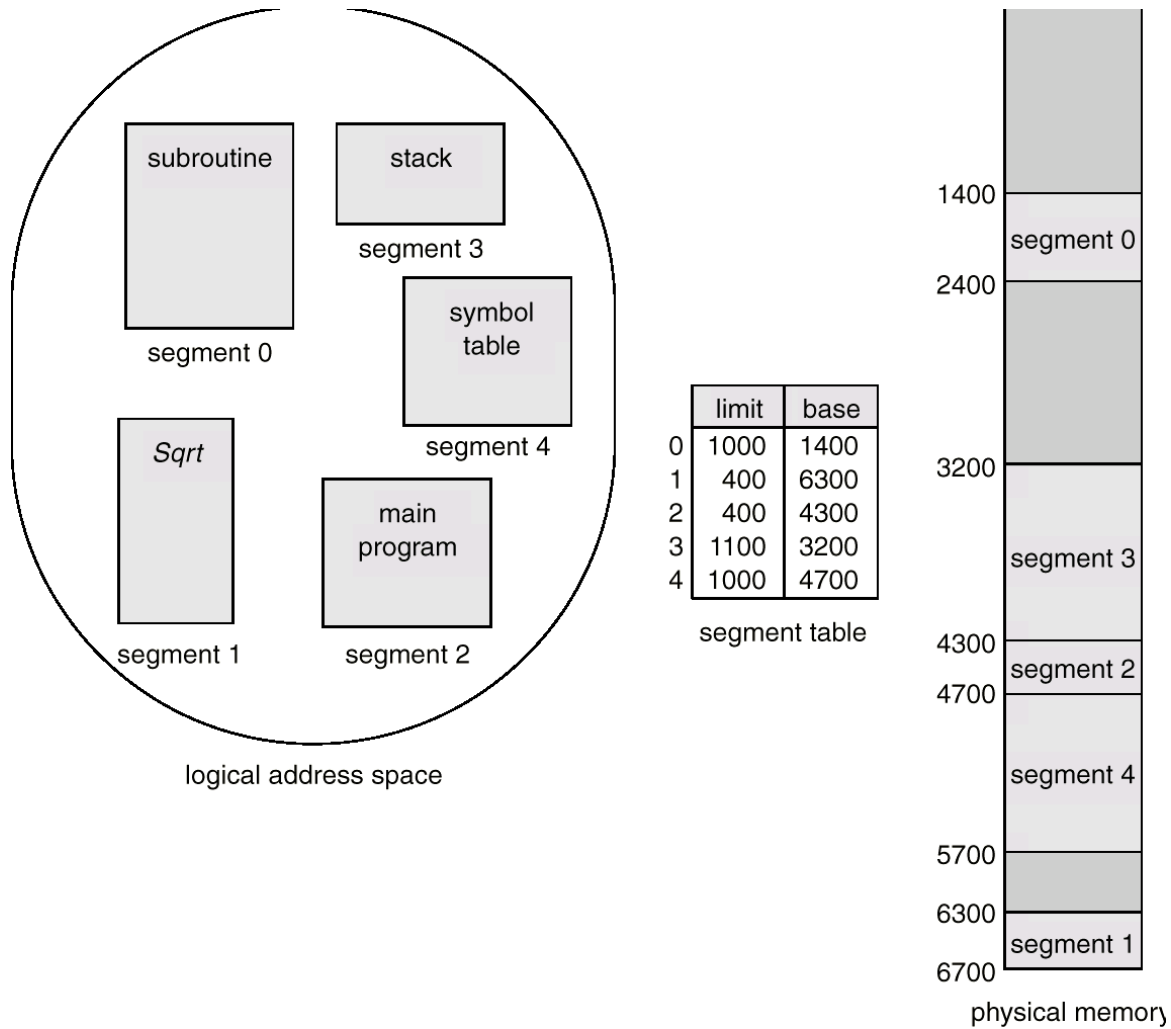 subroutine
segment 0
stack
segment 3
symbol
table
segment 4
Sqrt
segment 1
main
program
segment 2
logical address space
limit base
0 1000 1400
1 400 6300
2 400 4300
3 1100 3200
4 1000 4700
segment table
1400
segment 0
2400
3200
segment 3
4300
segment 2
4700
segment 4
5700
6300
segment 1
6700
physical memory